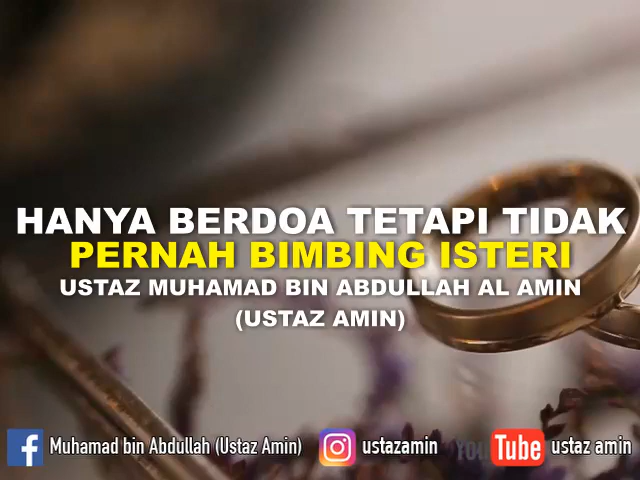 HANYA BERDOA TETAPI TIDAK
PERNAH BIMBING ISTERI
USTAZ MUHAMAD BIN ABDULLAH AL AMIN
(USTAZ AMIN)
Muhamad bin Abdullah (Ustaz Amin) ustazamin YouTube ustaz amin